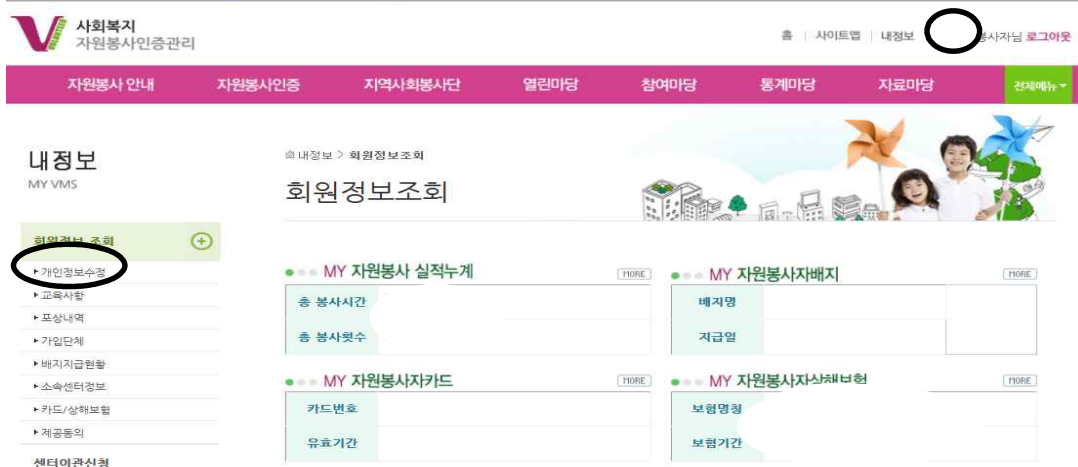 사회복지
자원봉사인증관리
홈 | 사이트맵 | 내정보 봉사자님 로그아웃
자원봉사 안내 자원봉사인증 지역사회봉사단 열린마당 참여마당 통계마당 자료마당 전체메뉴
내정보
MY VMS
내정보 > 회원정보조회
회원정보조회
회원정보 조회
개인정보수정
교육사항
포상내역
가입단체
배지지급현황
소속센터정보
카드/상해보험
제공동의
센터이관신청
MY 자원봉사 실적누계 MORE
총 봉사시간
총 봉사횟수
MY 자원봉사자배지 MORE
배지명
지급일
MY 자원봉사자카드 MORE
카드번호
유효기간
MY 자원봉사자상해보험 MORE
보험명칭
보험기간